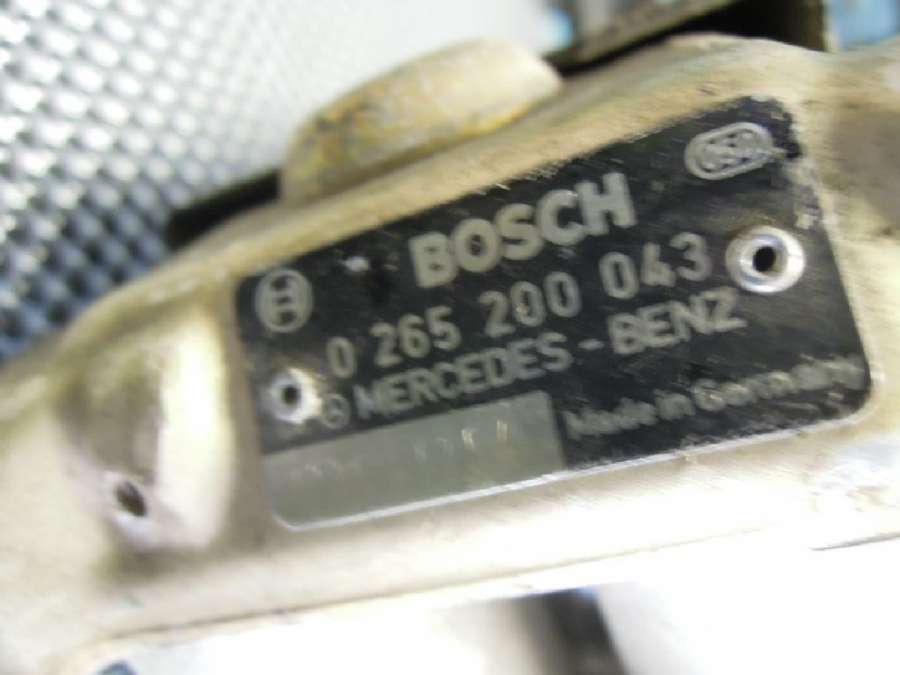 BOSCH
0 265 200 043
MERCEDES-BENZ
Made in Germany